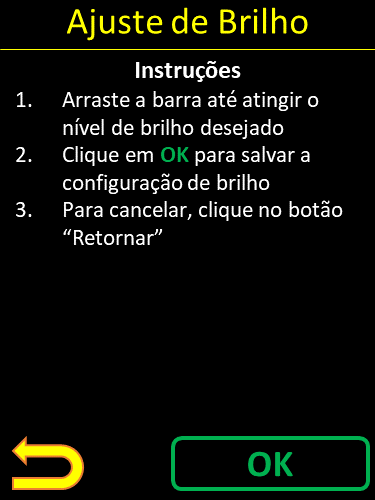 Ajuste de Brilho
Instruções
1. Arraste a barra até atingir o
nível de brilho desejado
2. Clique em OK para salvar a
configuração de brilho
3. Para cancelar, clique no botão
“Retornar”
OK